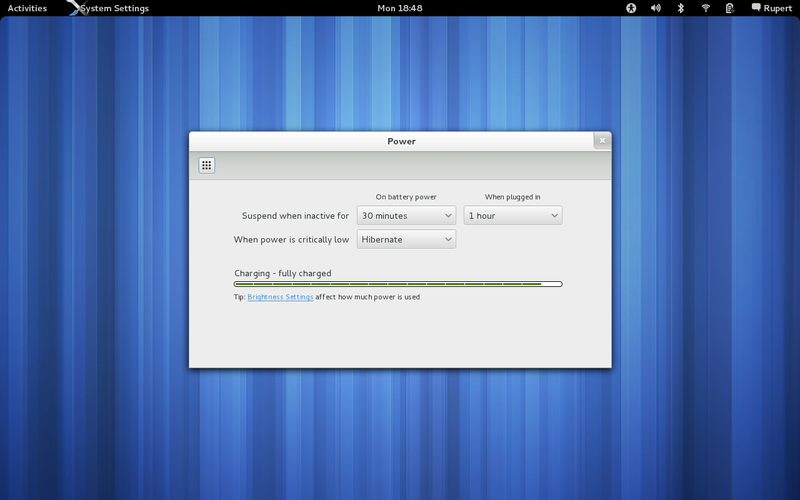 Activities System Settings Mon 18:48 Rupert
Power
On battery power When plugged in
Suspend when inactive for 30 minutes 1 hour
When power is critically low Hibernate
Charging - fully charged
Tip: Brightness Settings affect how much power is used